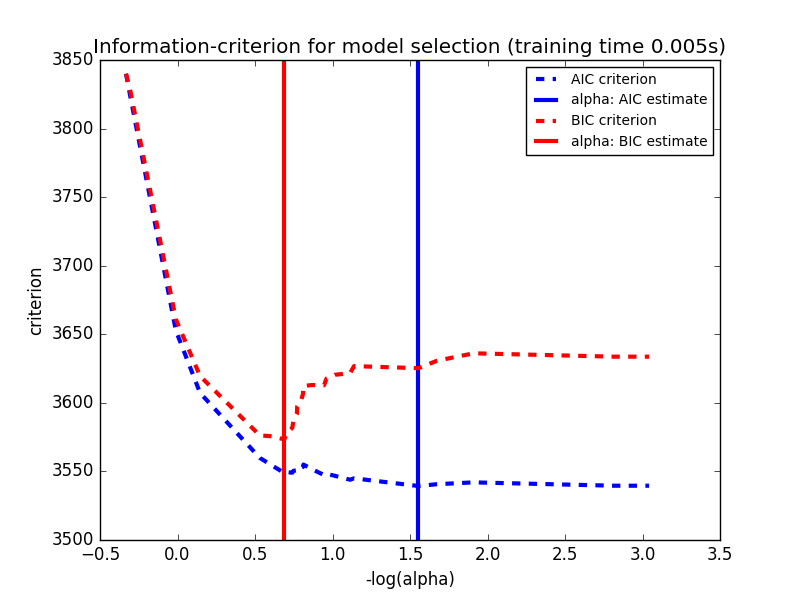 Information-criterion for model selection (training time 0.005s)
AIC criterion
alpha: AIC estimate
BIC criterion
alpha: BIC estimate
criterion
3850
3800
3750
3700
3650
3600
3550
3500
−0.5 0.0 0.5 1.0 1.5 2.0 2.5 3.0 3.5
-log(alpha)